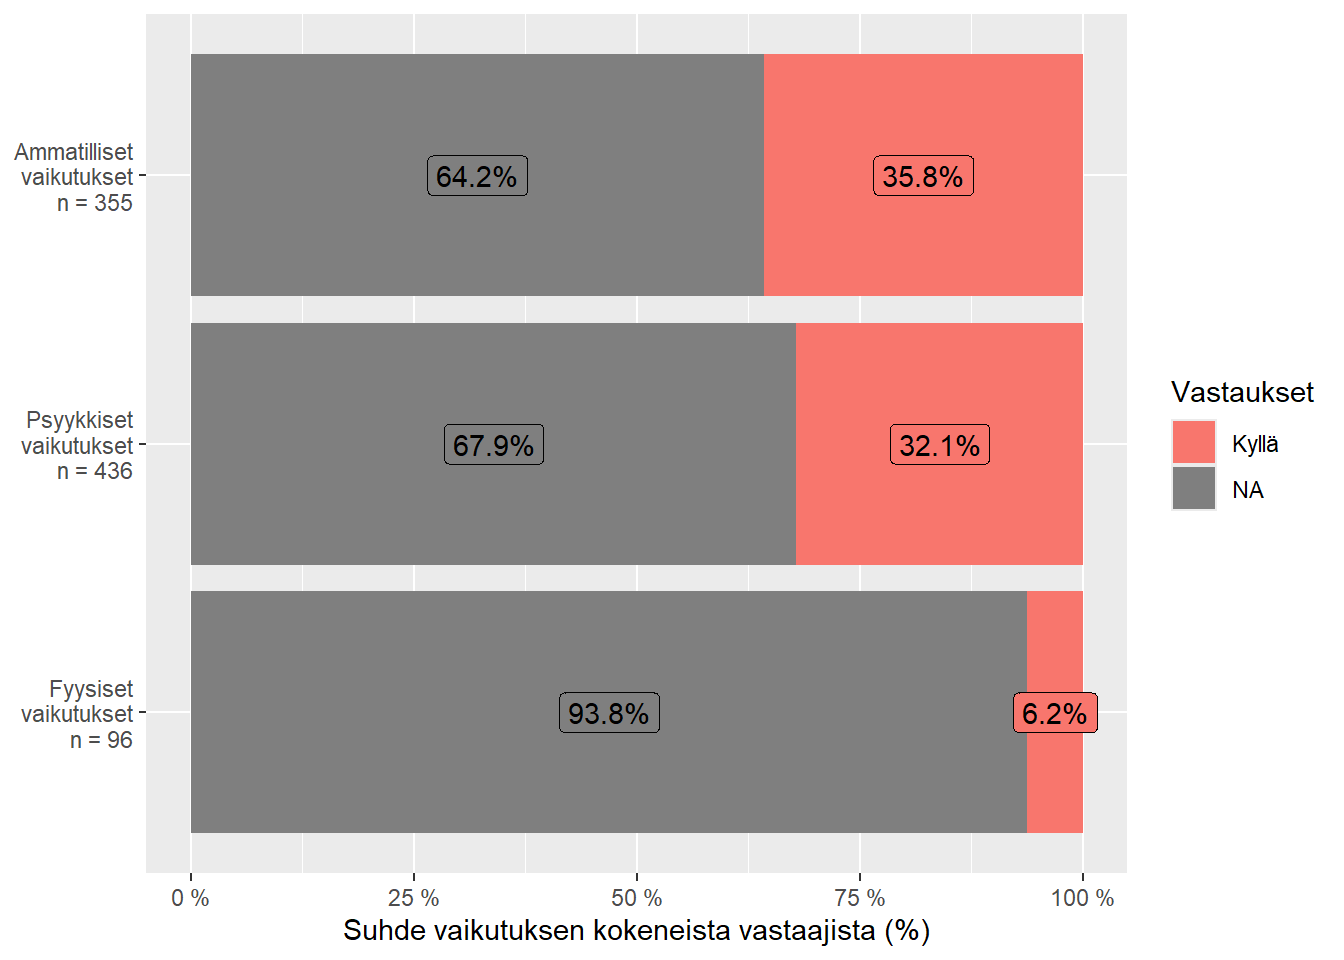 Ammatilliset
vaikutukset
n = 355
64.2%
35.8%
Psyykkiset
vaikutukset
n = 436
67.9%
32.1%
Fyysiset
vaikutukset
n = 96
93.8%
6.2%
0 %
25 %
50 %
75 %
100 %
Suhde vaikutuksen kokeneista vastaajista (%)
Vastaukset
Kyllä
NA